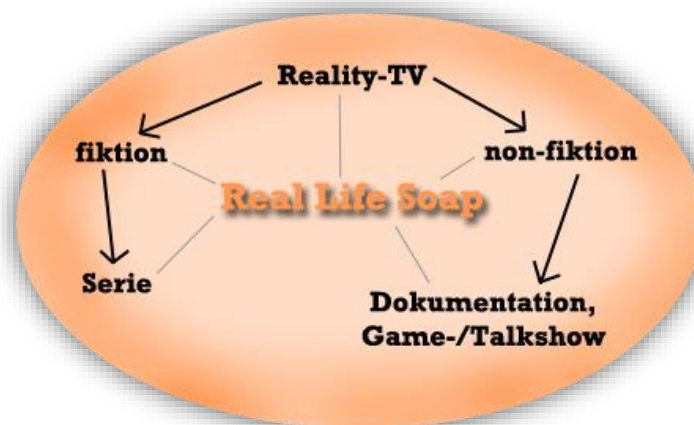 Reality-TV
fiktion
non-fiktion
Real Life Soap
Serie
Dokumentation,
Game-/Talkshow